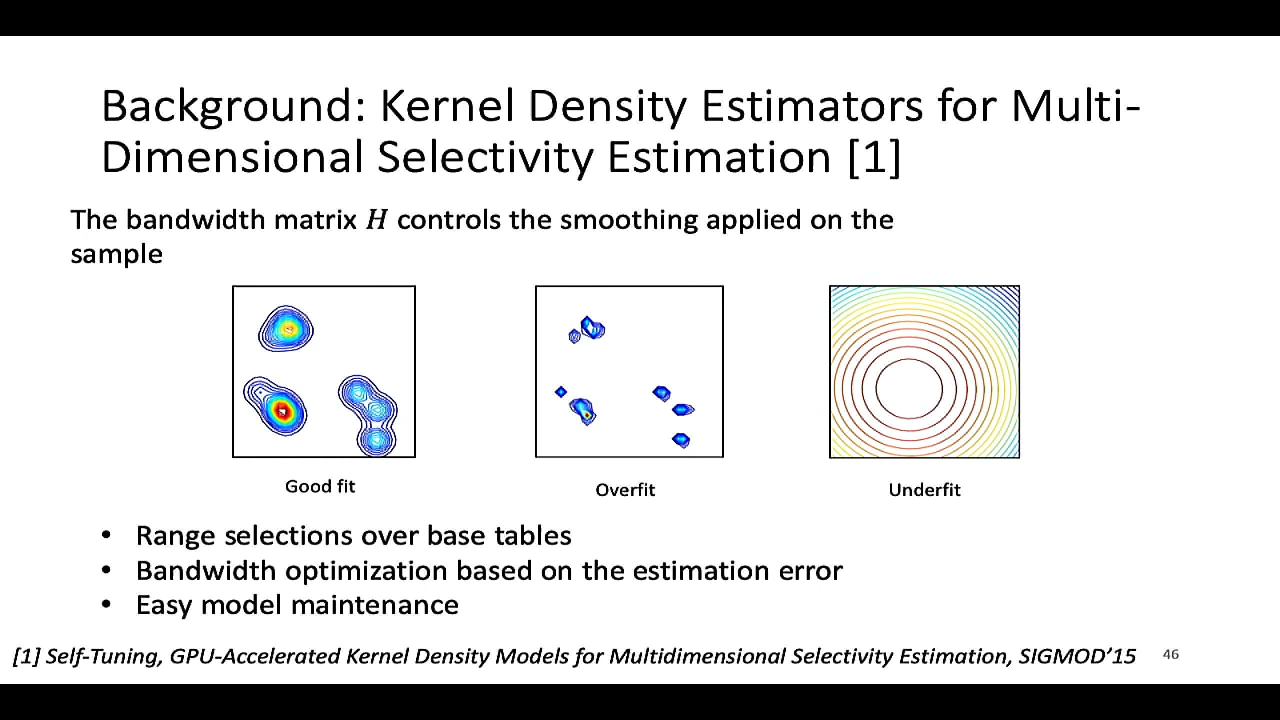 Background: Kernel Density Estimators for Multi-
Dimensional Selectivity Estimation [1]
The bandwidth matrix H controls the smoothing applied on the
sample
Good fit
Overfit
Underfit
• Range selections over base tables
• Bandwidth optimization based on the estimation error
• Easy model maintenance
[1] Self-Tuning, GPU-Accelerated Kernel Density Models for Multidimensional Selectivity Estimation, SIGMOD’15
46